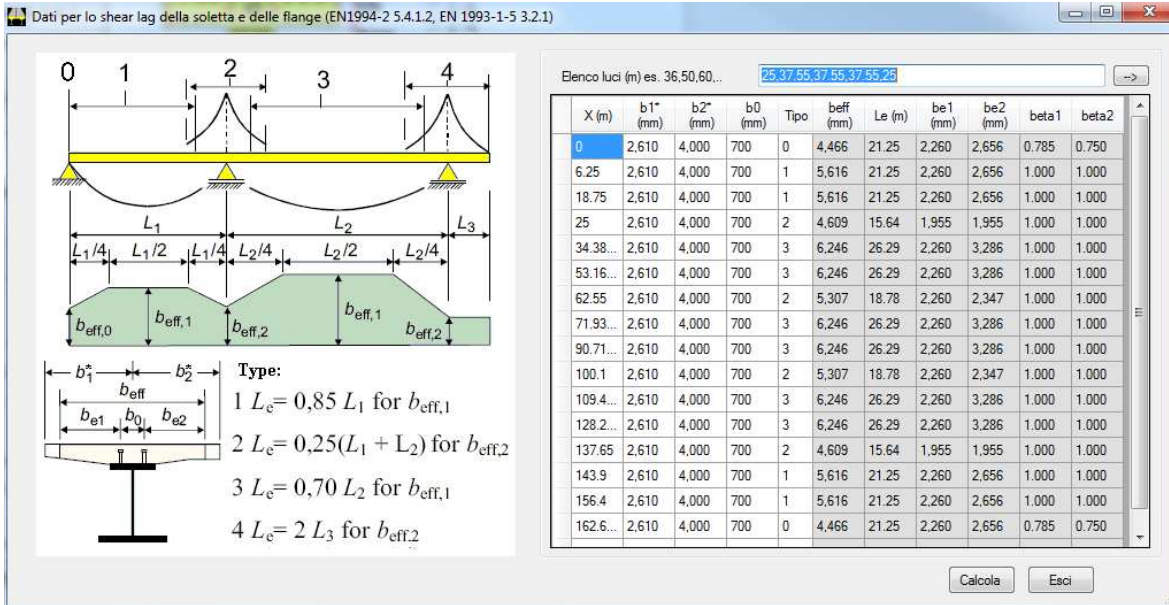 Dati per lo shear lag della soletta e delle flange (EN1994-2 5.4.1.2, EN 1993-1-5 3.2.1)
0 1 2 3 4
L1 L2 L3
L1/4 L1/2 L1/4 L2/4 L2/2 L2/4
beff,0 beff,1 beff,2 beff,1 beff,2
b1* b2*
beff
be1 b0 be2
Type:
1 Le= 0,85 L1 for beff,1
2 Le= 0,25(L1 + L2) for beff,2
3 Le= 0,70 L2 for beff,1
4 Le= 2 L3 for beff,2
Elenco luci (m) es. 36,50,60,.. 25,37.55,37.55,37.55,25 -->
X (m) b1* (mm) b2* (mm) b0 (mm) Tipo beff (mm) Le (m) be1 (mm) be2 (mm) beta1 beta2
0 2,610 4,000 700 0 4,466 21.25 2,260 2,656 0.785 0.750
6.25 2,610 4,000 700 1 5,616 21.25 2,260 2,656 1.000 1.000
18.75 2,610 4,000 700 1 5,616 21.25 2,260 2,656 1.000 1.000
25 2,610 4,000 700 2 4,609 15.64 1,955 1,955 1.000 1.000
34.38... 2,610 4,000 700 3 6,246 26.29 2,260 3,286 1.000 1.000
53.16... 2,610 4,000 700 3 6,246 26.29 2,260 3,286 1.000 1.000
62.55 2,610 4,000 700 2 5,307 18.78 2,260 2,347 1.000 1.000
71.93... 2,610 4,000 700 3 6,246 26.29 2,260 3,286 1.000 1.000
90.71... 2,610 4,000 700 3 6,246 26.29 2,260 3,286 1.000 1.000
100.1 2,610 4,000 700 2 5,307 18.78 2,260 2,347 1.000 1.000
109.4... 2,610 4,000 700 3 6,246 26.29 2,260 3,286 1.000 1.000
128.2... 2,610 4,000 700 3 6,246 26.29 2,260 3,286 1.000 1.000
137.65 2,610 4,000 700 2 4,609 15.64 1,955 1,955 1.000 1.000
143.9 2,610 4,000 700 1 5,616 21.25 2,260 2,656 1.000 1.000
156.4 2,610 4,000 700 1 5,616 21.25 2,260 2,656 1.000 1.000
162.6... 2,610 4,000 700 0 4,466 21.25 2,260 2,656 0.785 0.750
Calcola Esci